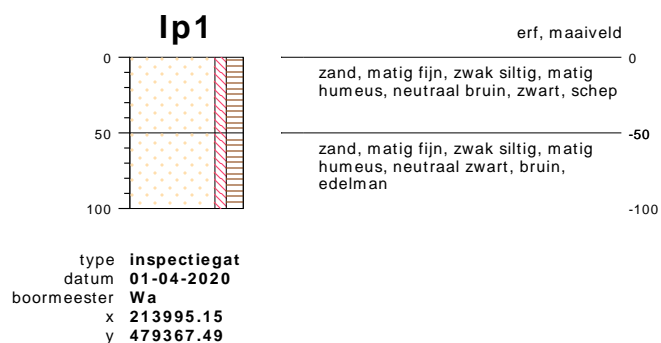 Ip1
erf, maaiveld
0
0
zand, matig fijn, zwak siltig, matig
humeus, neutraal bruin, zwart, schep
50
-50
zand, matig fijn, zwak siltig, matig
humeus, neutraal zwart, bruin,
edelman
100
-100
type inspectiegat
datum 01-04-2020
boormeester Wa
x 213995.15
y 479367.49